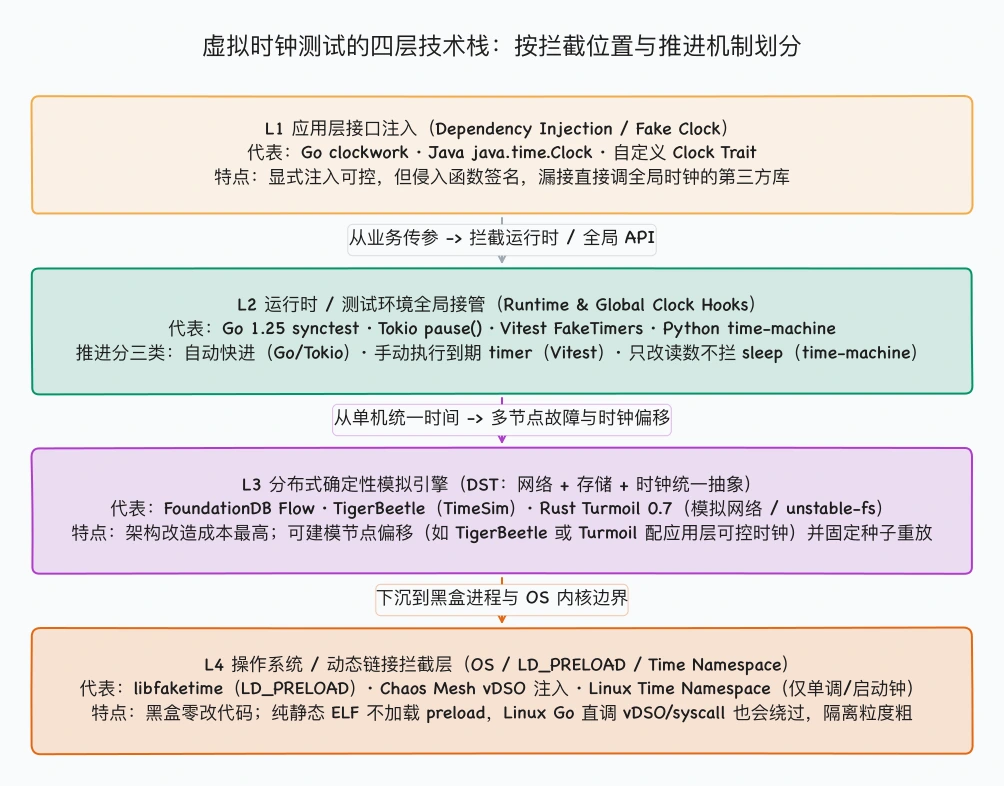 虚拟时钟测试的四层技术栈：按拦截位置与推进机制划分
L1 应用层接口注入（Dependency Injection / Fake Clock）
代表：Go clockwork · Java java.time.Clock · 自定义 Clock Trait
特点：显式注入可控，但侵入函数签名，漏接直接调全局时钟的第三方库
从业务传参 -> 拦截运行时 / 全局 API
L2 运行时 / 测试环境全局接管（Runtime & Global Clock Hooks）
代表：Go 1.25 synctest · Tokio pause() · Vitest FakeTimers · Python time-machine
推进分三类：自动快进（Go/Tokio）· 手动执行到期 timer（Vitest）· 只改读数不拦 sleep（time-machine）
从单机统一时间 -> 多节点故障与时钟偏移
L3 分布式确定性模拟引擎（DST：网络 + 存储 + 时钟统一抽象）
代表：FoundationDB Flow · TigerBeetle（TimeSim）· Rust Turmoil 0.7（模拟网络 / unstable-fs）
特点：架构改造成本最高；可建模节点偏移（如 TigerBeetle 或 Turmoil 配应用层可控时钟）并固定种子重放
下沉到黑盒进程与 OS 内核边界
L4 操作系统 / 动态链接拦截层（OS / LD_PRELOAD / Time Namespace）
代表：libfaketime（LD_PRELOAD）· Chaos Mesh vDSO 注入 · Linux Time Namespace（仅单调/启动钟）
特点：黑盒零改代码；纯静态 ELF 不加载 preload，Linux Go 直调 vDSO/syscall 也会绕过，隔离粒度粗